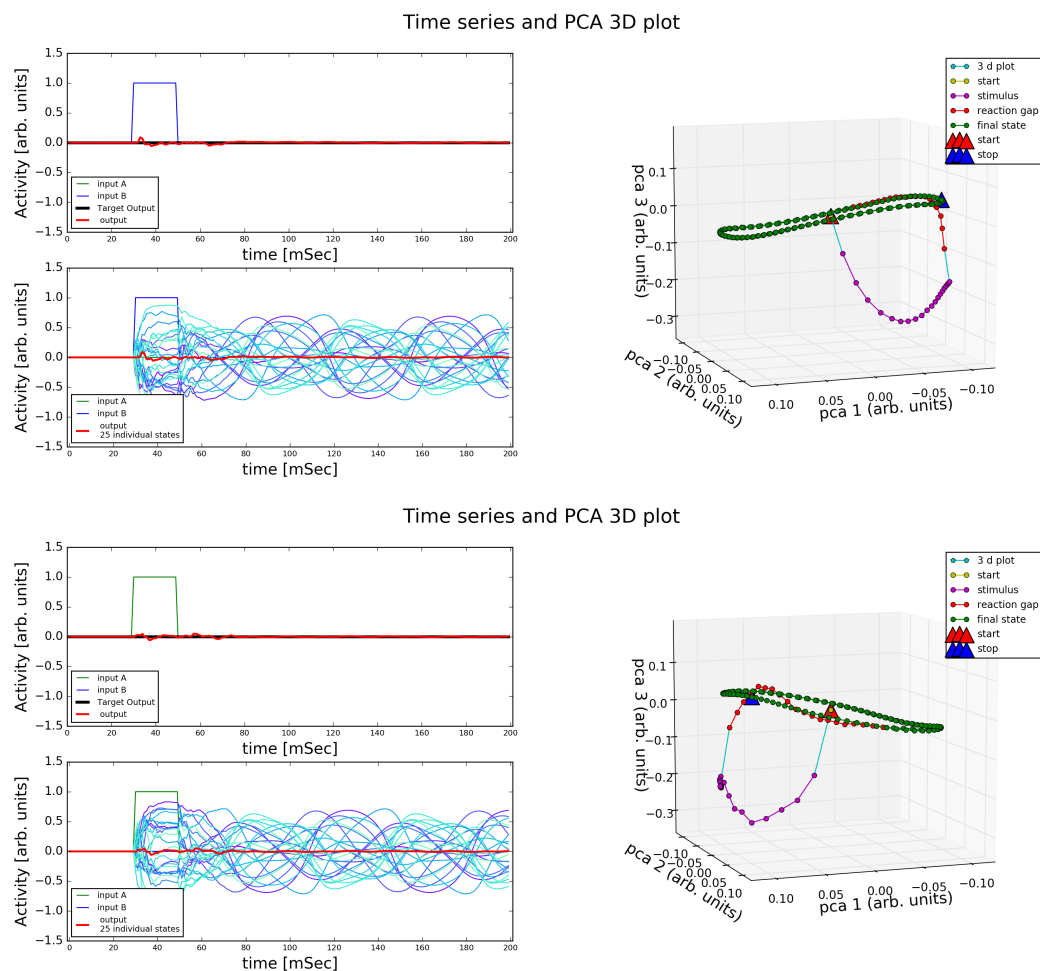 Time series and PCA 3D plot
Activity [arb. units]
1.5
1.0
0.5
0.0
−0.5
−1.0
−1.5
input A
input B
Target Output
output
0 20 40 60 80 100 120 140 160 180 200
time [mSec]
Activity [arb. units]
1.5
1.0
0.5
0.0
−0.5
−1.0
−1.5
input A
input B
output
25 individual states
0 20 40 60 80 100 120 140 160 180 200
time [mSec]
3 d plot
start
stimulus
reaction gap
final state
start
stop
pca 3 (arb. units)
0.1
0.0
−0.1
−0.2
−0.3
pca 2 (arb. units)
−0.10
−0.05
0.00
0.05
0.10
0.10 0.05 0.00 −0.05 −0.10
pca 1 (arb. units)
Time series and PCA 3D plot
Activity [arb. units]
1.5
1.0
0.5
0.0
−0.5
−1.0
−1.5
input A
input B
Target Output
output
0 20 40 60 80 100 120 140 160 180 200
time [mSec]
Activity [arb. units]
1.5
1.0
0.5
0.0
−0.5
−1.0
−1.5
input A
input B
output
25 individual states
0 20 40 60 80 100 120 140 160 180 200
time [mSec]
3 d plot
start
stimulus
reaction gap
final state
start
stop
pca 3 (arb. units)
0.1
0.0
−0.1
−0.2
−0.3
pca 2 (arb. units)
−0.10
−0.05
0.00
0.05
0.10
0.10 0.05 0.00 −0.05 −0.10
pca 1 (arb. units)